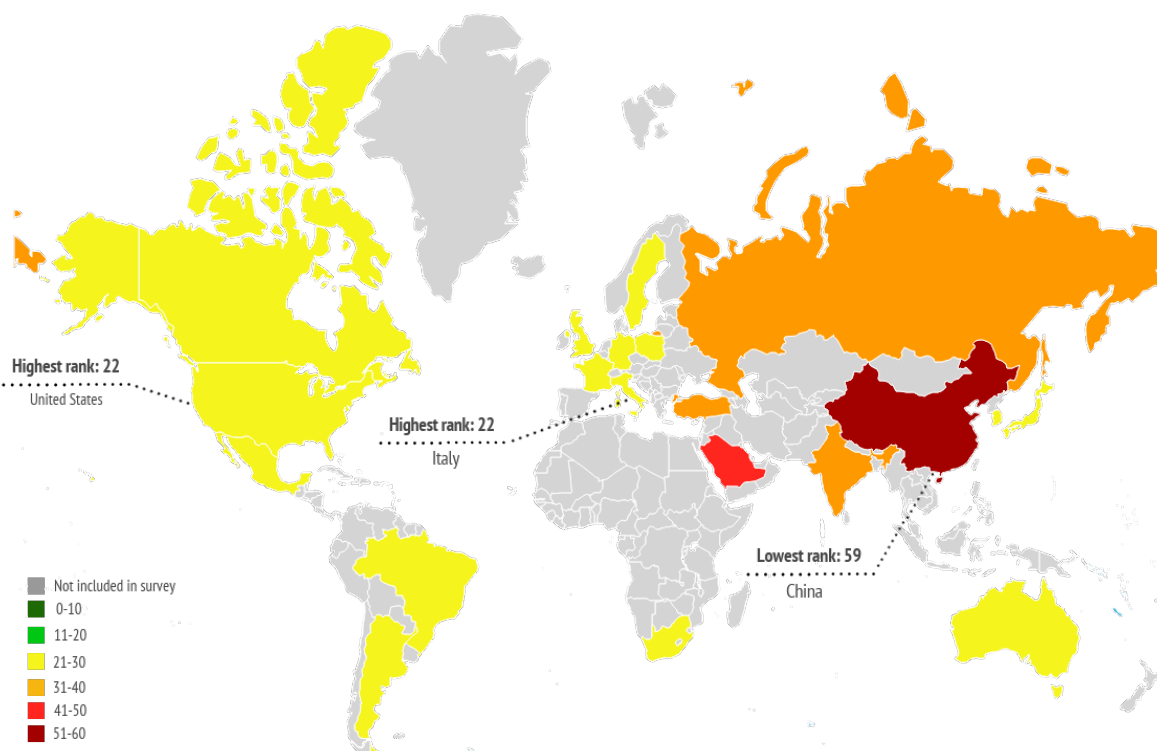 Highest rank: 22
United States
Highest rank: 22
Italy
Lowest rank: 59
China
Not included in survey
0-10
11-20
21-30
31-40
41-50
51-60